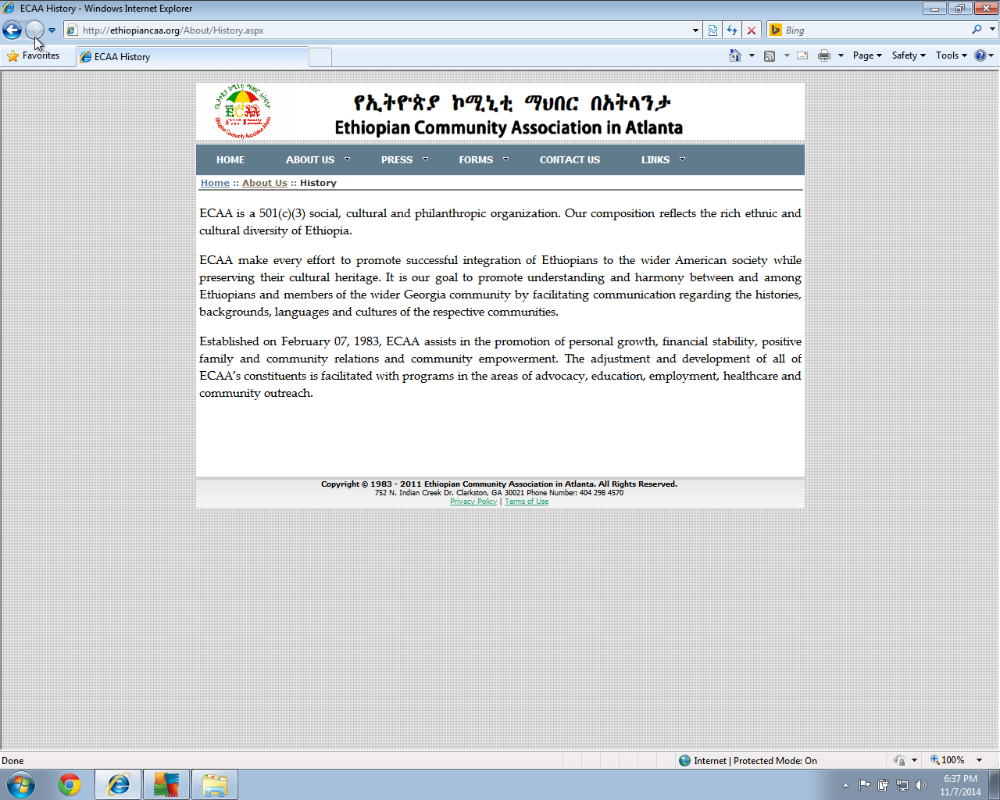 ECAA History - Windows Internet Explorer
http://ethiopiancaa.org/About/History.aspx
Bing
Favorites
ECAA History
Page
Safety
Tools
የኢትዮጵያ ኮሚኒቲ ማህበር በአትላንታ
Ethiopian Community Association in Atlanta
HOME ABOUT US PRESS FORMS CONTACT US LINKS
Home :: About Us :: History
ECAA is a 501(c)(3) social, cultural and philanthropic organization. Our composition reflects the rich ethnic and
cultural diversity of Ethiopia.
ECAA make every effort to promote successful integration of Ethiopians to the wider American society while
preserving their cultural heritage. It is our goal to promote understanding and harmony between and among
Ethiopians and members of the wider Georgia community by facilitating communication regarding the histories,
backgrounds, languages and cultures of the respective communities.
Established on February 07, 1983, ECAA assists in the promotion of personal growth, financial stability, positive
family and community relations and community empowerment. The adjustment and development of all of
ECAA's constituents is facilitated with programs in the areas of advocacy, education, employment, healthcare and
community outreach.
Copyright © 1983 - 2011 Ethiopian Community Association in Atlanta. All Rights Reserved.
752 N. Indian Creek Dr. Clarkston, GA 30021 Phone Number: 404 298 4570
Privacy Policy | Terms of Use
Done
Internet | Protected Mode: On
100%
6:37 PM
11/7/2014